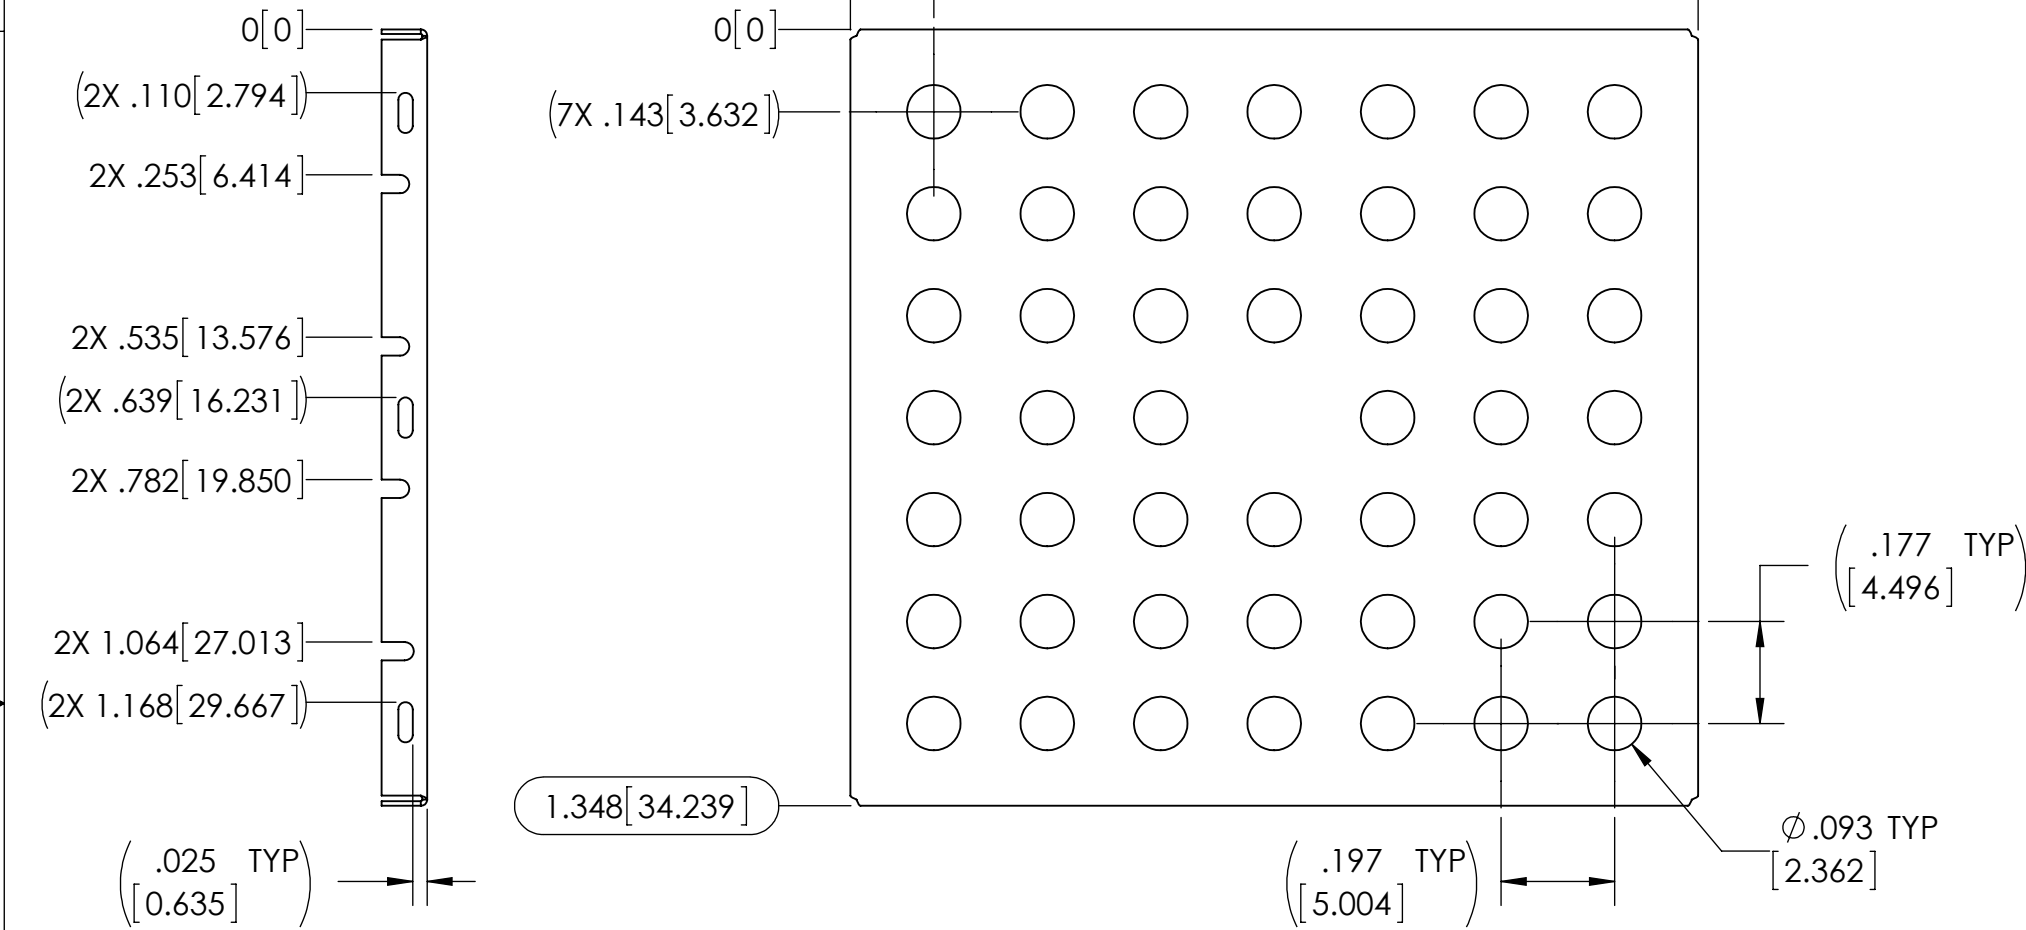 0[0]
(2X .110[2.794])
2X .253[6.414]
2X .535[13.576]
(2X .639[16.231])
2X .782[19.850]
2X 1.064[27.013]
(2X 1.168[29.667])
(.025 TYP
[0.635])
0[0]
(7X .143[3.632])
1.348[34.239]
(.177 TYP
[4.496])
(.197 TYP
[5.004])
Ø.093 TYP
[2.362]